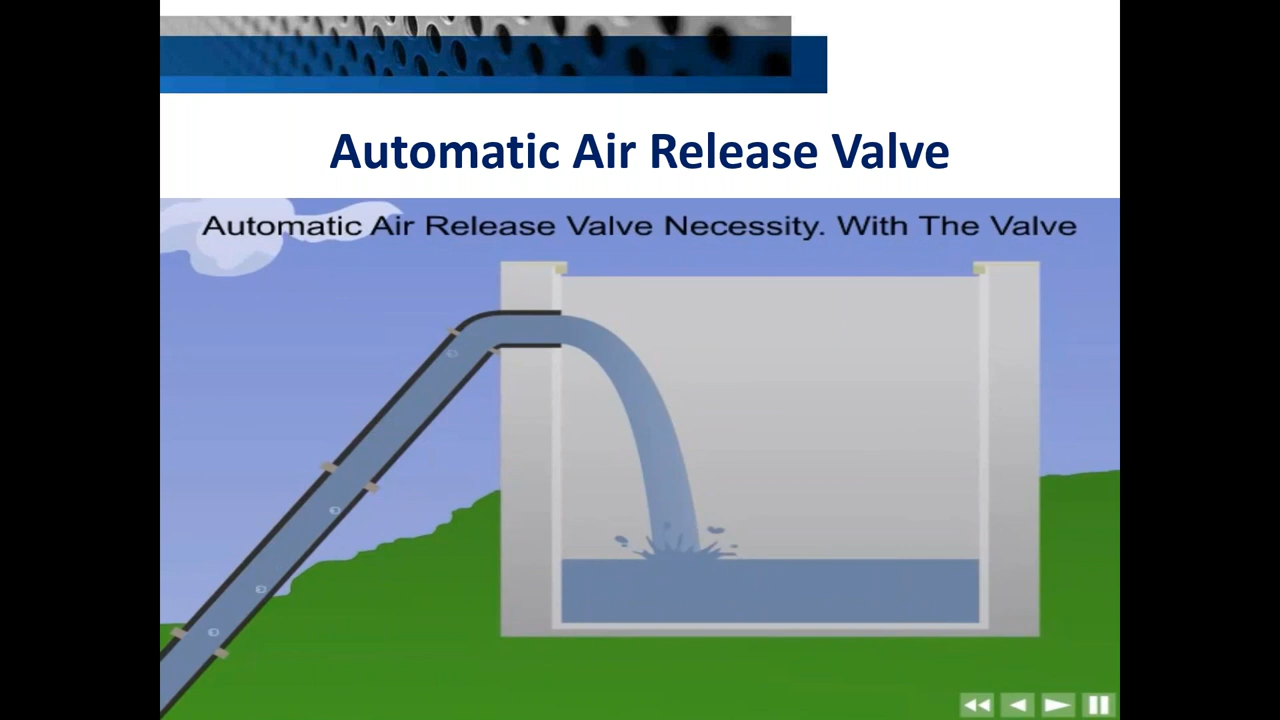 Automatic Air Release Valve
Automatic Air Release Valve Necessity. With The Valve